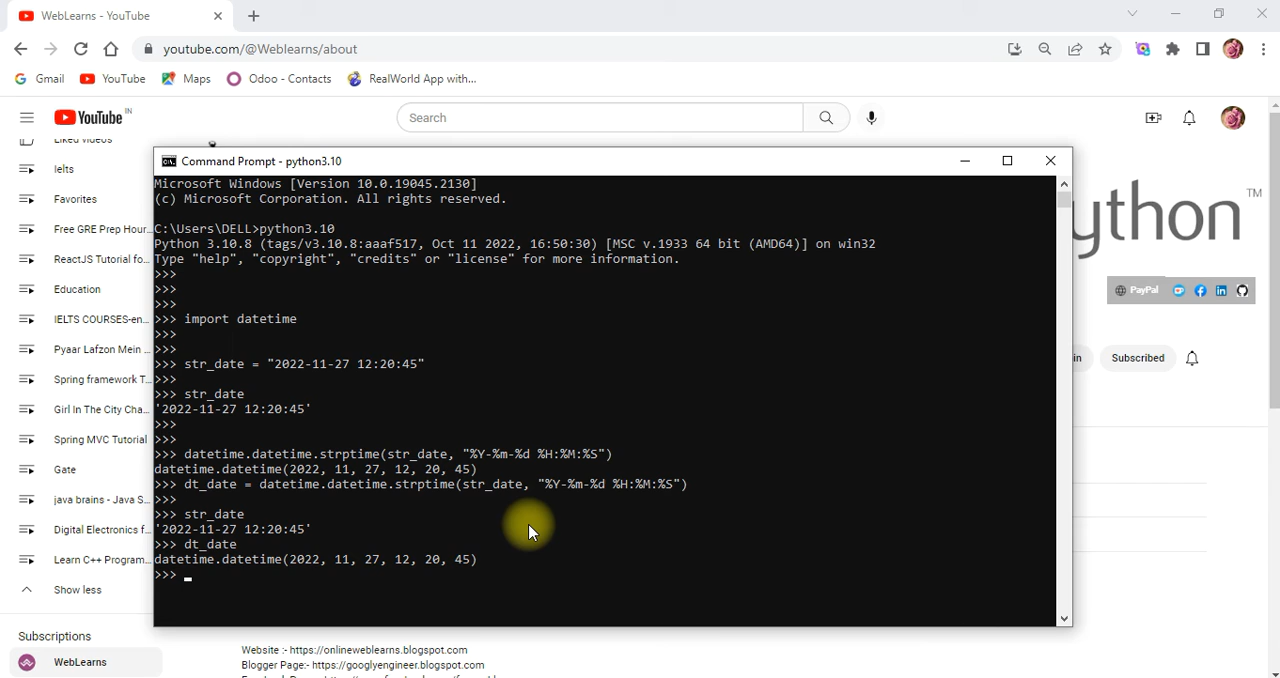 WebLearns - YouTube
youtube.com/@Weblearns/about
Gmail YouTube Maps Odoo - Contacts RealWorld App with...
YouTube IN
Search
Liked videos
Ielts
Favorites
Free GRE Prep Hour...
ReactJS Tutorial fo...
Education
IELTS COURSES-en...
Pyaar Lafzon Mein ...
Spring framework T...
Girl In The City Cha...
Spring MVC Tutorial
Gate
java brains - Java S...
Digital Electronics f...
Learn C++ Program...
Show less
Subscriptions
WebLearns
Command Prompt - python3.10
Microsoft Windows [Version 10.0.19045.2130]
(c) Microsoft Corporation. All rights reserved.
C:\Users\DELL>python3.10
Python 3.10.8 (tags/v3.10.8:aaaf517, Oct 11 2022, 16:50:30) [MSC v.1933 64 bit (AMD64)] on win32
Type "help", "copyright", "credits" or "license" for more information.
>>>
>>>
>>>
>>> import datetime
>>>
>>>
>>> str_date = "2022-11-27 12:20:45"
>>>
>>> str_date
'2022-11-27 12:20:45'
>>>
>>>
>>> datetime.datetime.strptime(str_date, "%Y-%m-%d %H:%M:%S")
datetime.datetime(2022, 11, 27, 12, 20, 45)
>>> dt_date = datetime.datetime.strptime(str_date, "%Y-%m-%d %H:%M:%S")
>>>
>>> str_date
'2022-11-27 12:20:45'
>>> dt_date
datetime.datetime(2022, 11, 27, 12, 20, 45)
>>>
ython TM
PayPal
in Subscribed
Website :- https://onlineweblearns.blogspot.com
Blogger Page:- https://googlyengineer.blogspot.com